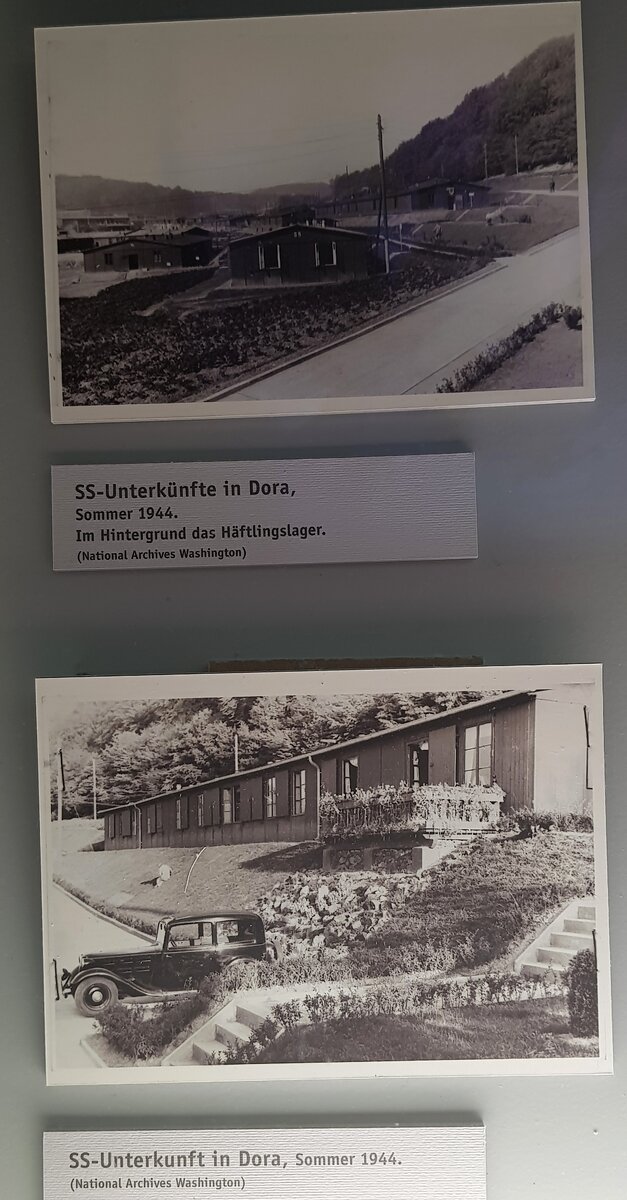 SS-Unterkünfte in Dora,
Sommer 1944.
Im Hintergrund das Häftlingslager.
(National Archives Washington)
SS-Unterkunft in Dora, Sommer 1944.
(National Archives Washington)